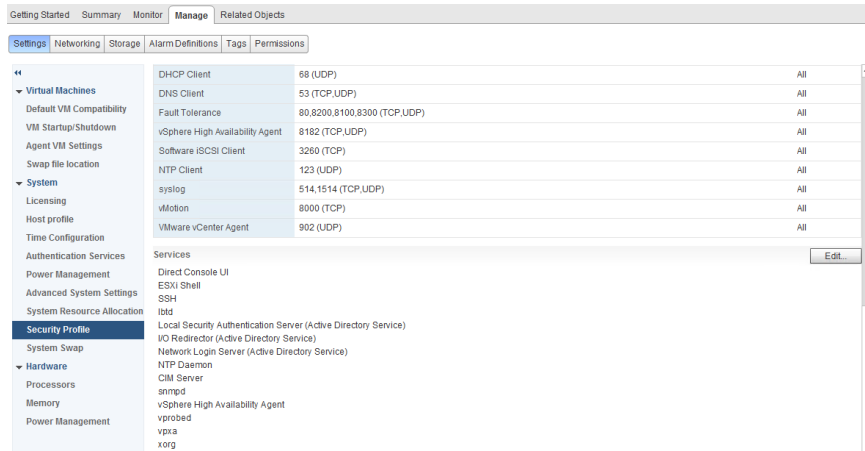 Getting Started Summary Monitor Manage Related Objects
Settings Networking Storage Alarm Definitions Tags Permissions
Virtual Machines
Default VM Compatibility
VM Startup/Shutdown
Agent VM Settings
Swap file location
System
Licensing
Host profile
Time Configuration
Authentication Services
Power Management
Advanced System Settings
System Resource Allocation
Security Profile
System Swap
Hardware
Processors
Memory
Power Management
DHCP Client 68 (UDP) All
DNS Client 53 (TCP,UDP) All
Fault Tolerance 80,8200,8100,8300 (TCP,UDP) All
vSphere High Availability Agent 8182 (TCP,UDP) All
Software iSCSI Client 3260 (TCP) All
NTP Client 123 (UDP) All
syslog 514,1514 (TCP,UDP) All
vMotion 8000 (TCP) All
VMware vCenter Agent 902 (UDP) All
Services Edit...
Direct Console UI
ESXi Shell
SSH
lbtd
Local Security Authentication Server (Active Directory Service)
I/O Redirector (Active Directory Service)
Network Login Server (Active Directory Service)
NTP Daemon
CIM Server
snmpd
vSphere High Availability Agent
vprobed
vpxa
xorg